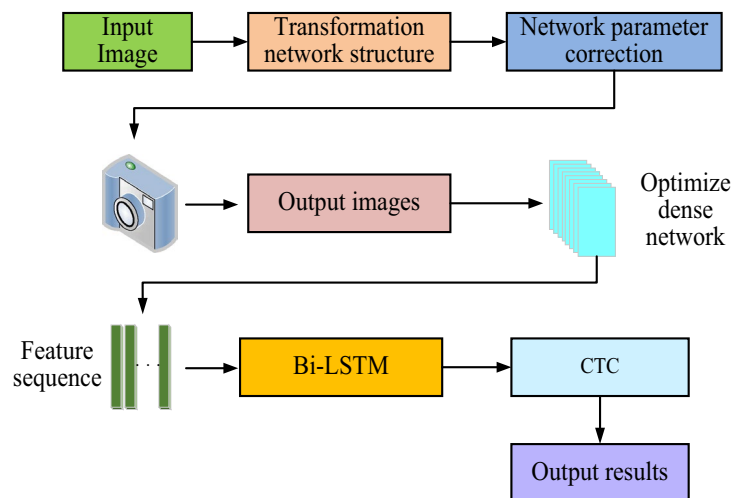 Input
Image
Transformation
network structure
Network parameter
correction
Output images
Optimize
dense
network
Feature
sequence
. . .
Bi-LSTM
CTC
Output results